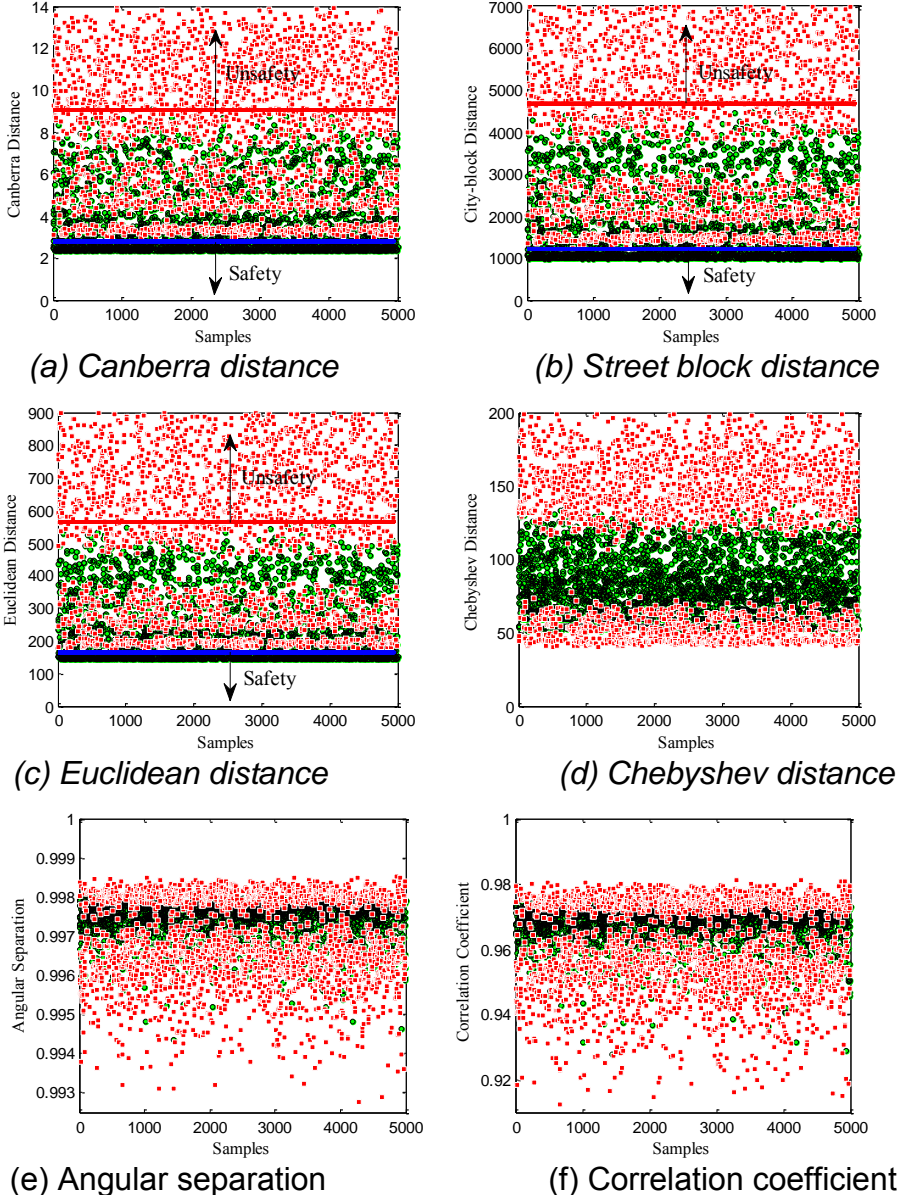 14
12
10
8
6
4
2
0
Canberra Distance
Unsafety
Safety
0 1000 2000 3000 4000 5000
Samples
(a) Canberra distance
7000
6000
5000
4000
3000
2000
1000
0
City-block Distance
Unsafety
Safety
0 1000 2000 3000 4000 5000
Samples
(b) Street block distance
900
800
700
600
500
400
300
200
100
0
Euclidean Distance
Unsafety
Safety
0 1000 2000 3000 4000 5000
Samples
(c) Euclidean distance
200
150
100
50
0
Chebyshev Distance
0 1000 2000 3000 4000 5000
Samples
(d) Chebyshev distance
1
0.999
0.998
0.997
0.996
0.995
0.994
0.993
Angular Separation
0 1000 2000 3000 4000 5000
Samples
(e) Angular separation
1
0.98
0.96
0.94
0.92
Correlation Coefficient
0 1000 2000 3000 4000 5000
Samples
(f) Correlation coefficient